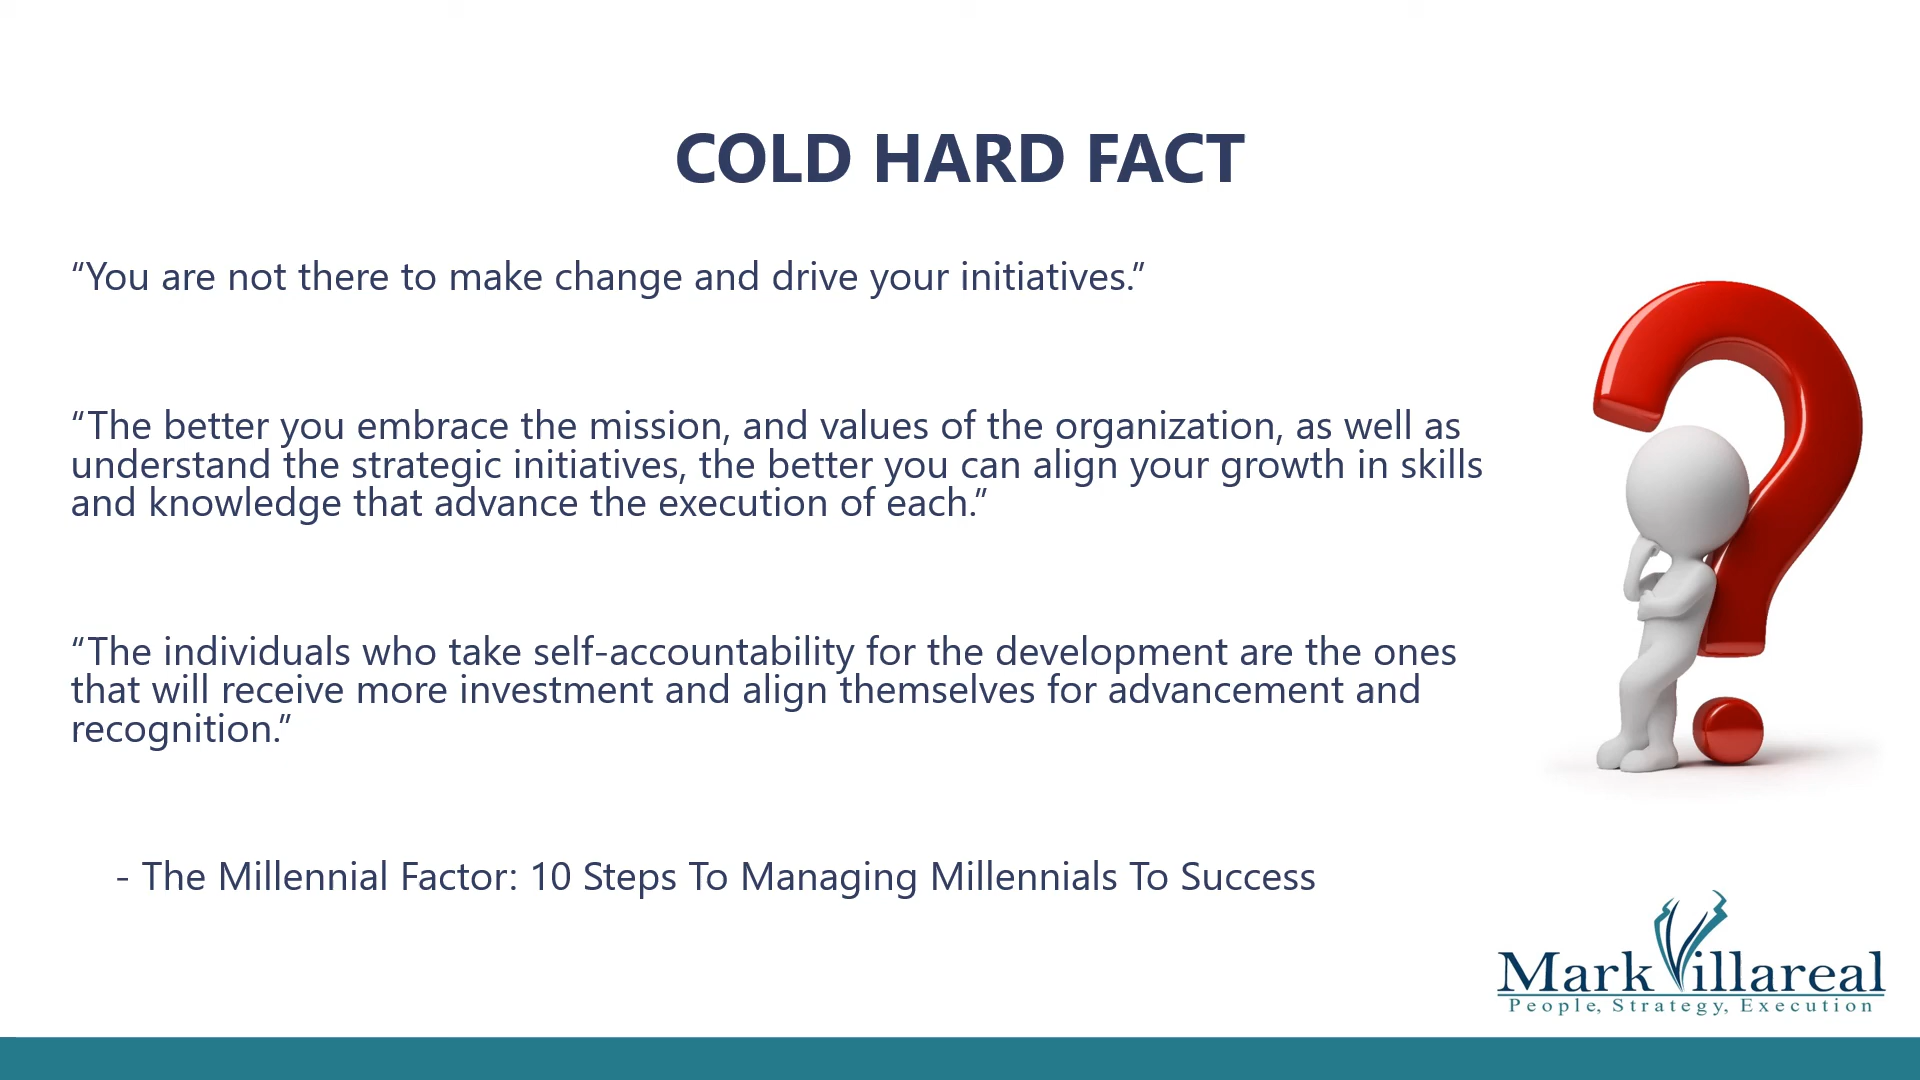 COLD HARD FACT
“You are not there to make change and drive your initiatives.”
“The better you embrace the mission, and values of the organization, as well as
understand the strategic initiatives, the better you can align your growth in skills
and knowledge that advance the execution of each.”
“The individuals who take self-accountability for the development are the ones
that will receive more investment and align themselves for advancement and
recognition.”
- The Millennial Factor: 10 Steps To Managing Millennials To Success
Mark Villareal
People, Strategy, Execution